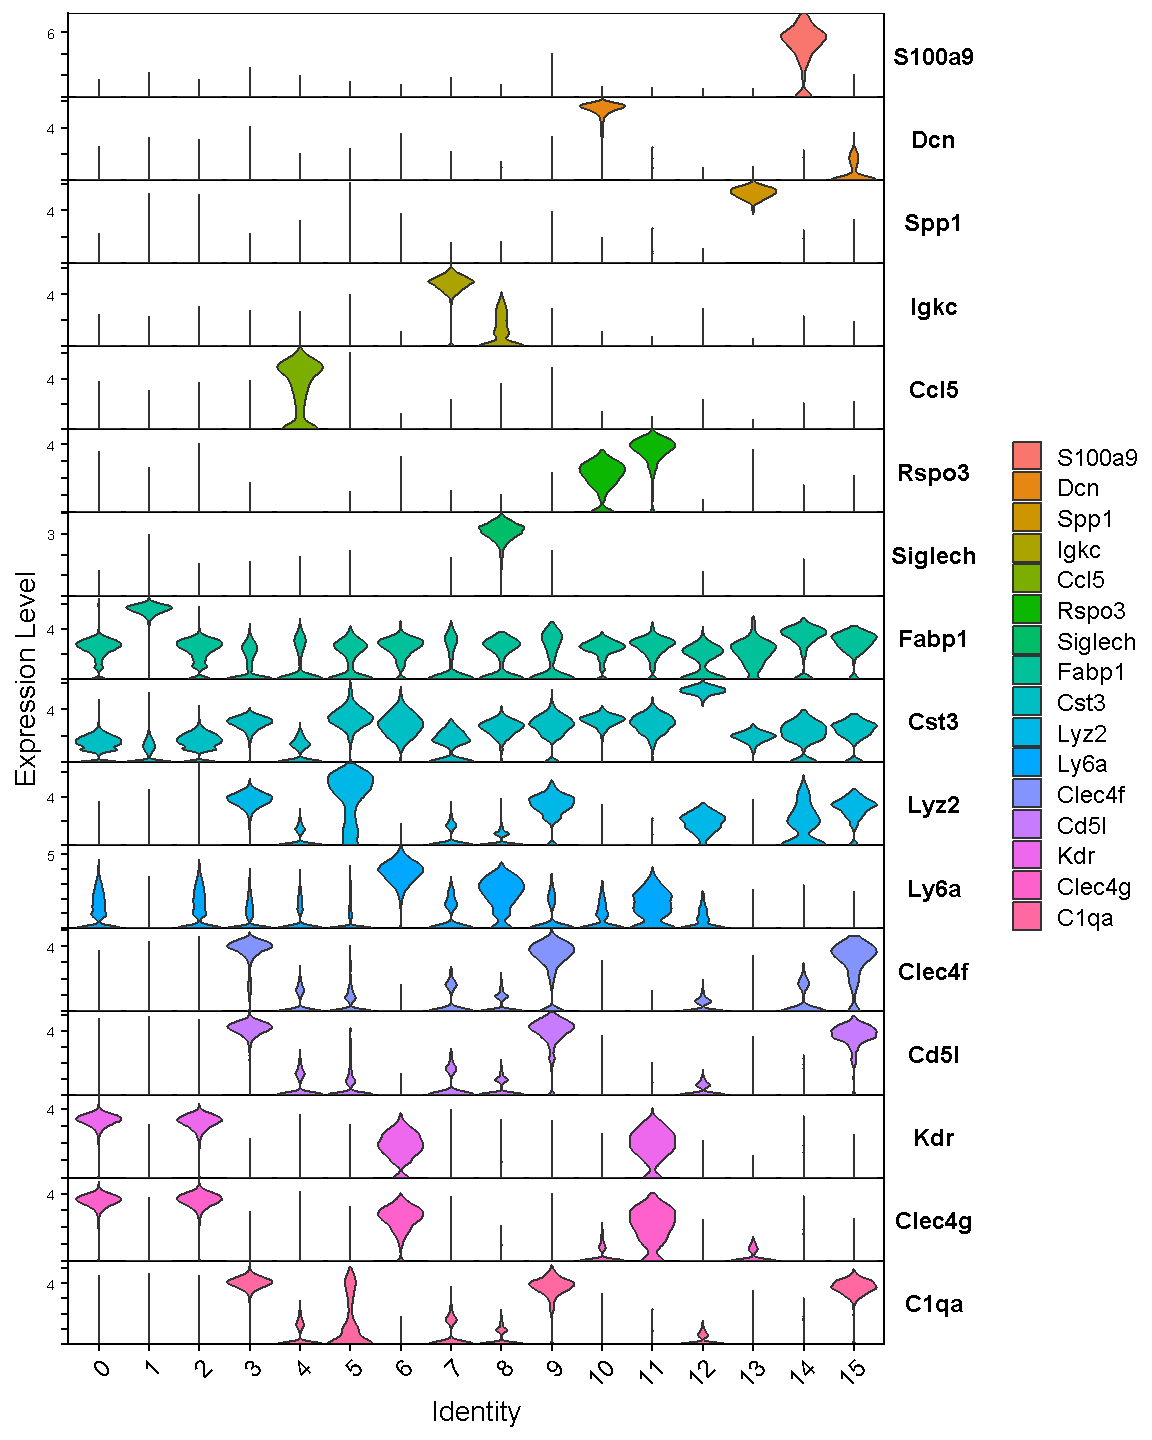 6
S100a9
4
Dcn
4
Spp1
4
Igkc
4
Ccl5
4
Rspo3
3
Siglech
4
Fabp1
4
Cst3
4
Lyz2
5
Ly6a
4
Clec4f
4
Cd5l
4
Kdr
4
Clec4g
4
C1qa
Expression Level
0 1 2 3 4 5 6 7 8 9 10 11 12 13 14 15
Identity
S100a9
Dcn
Spp1
Igkc
Ccl5
Rspo3
Siglech
Fabp1
Cst3
Lyz2
Ly6a
Clec4f
Cd5l
Kdr
Clec4g
C1qa